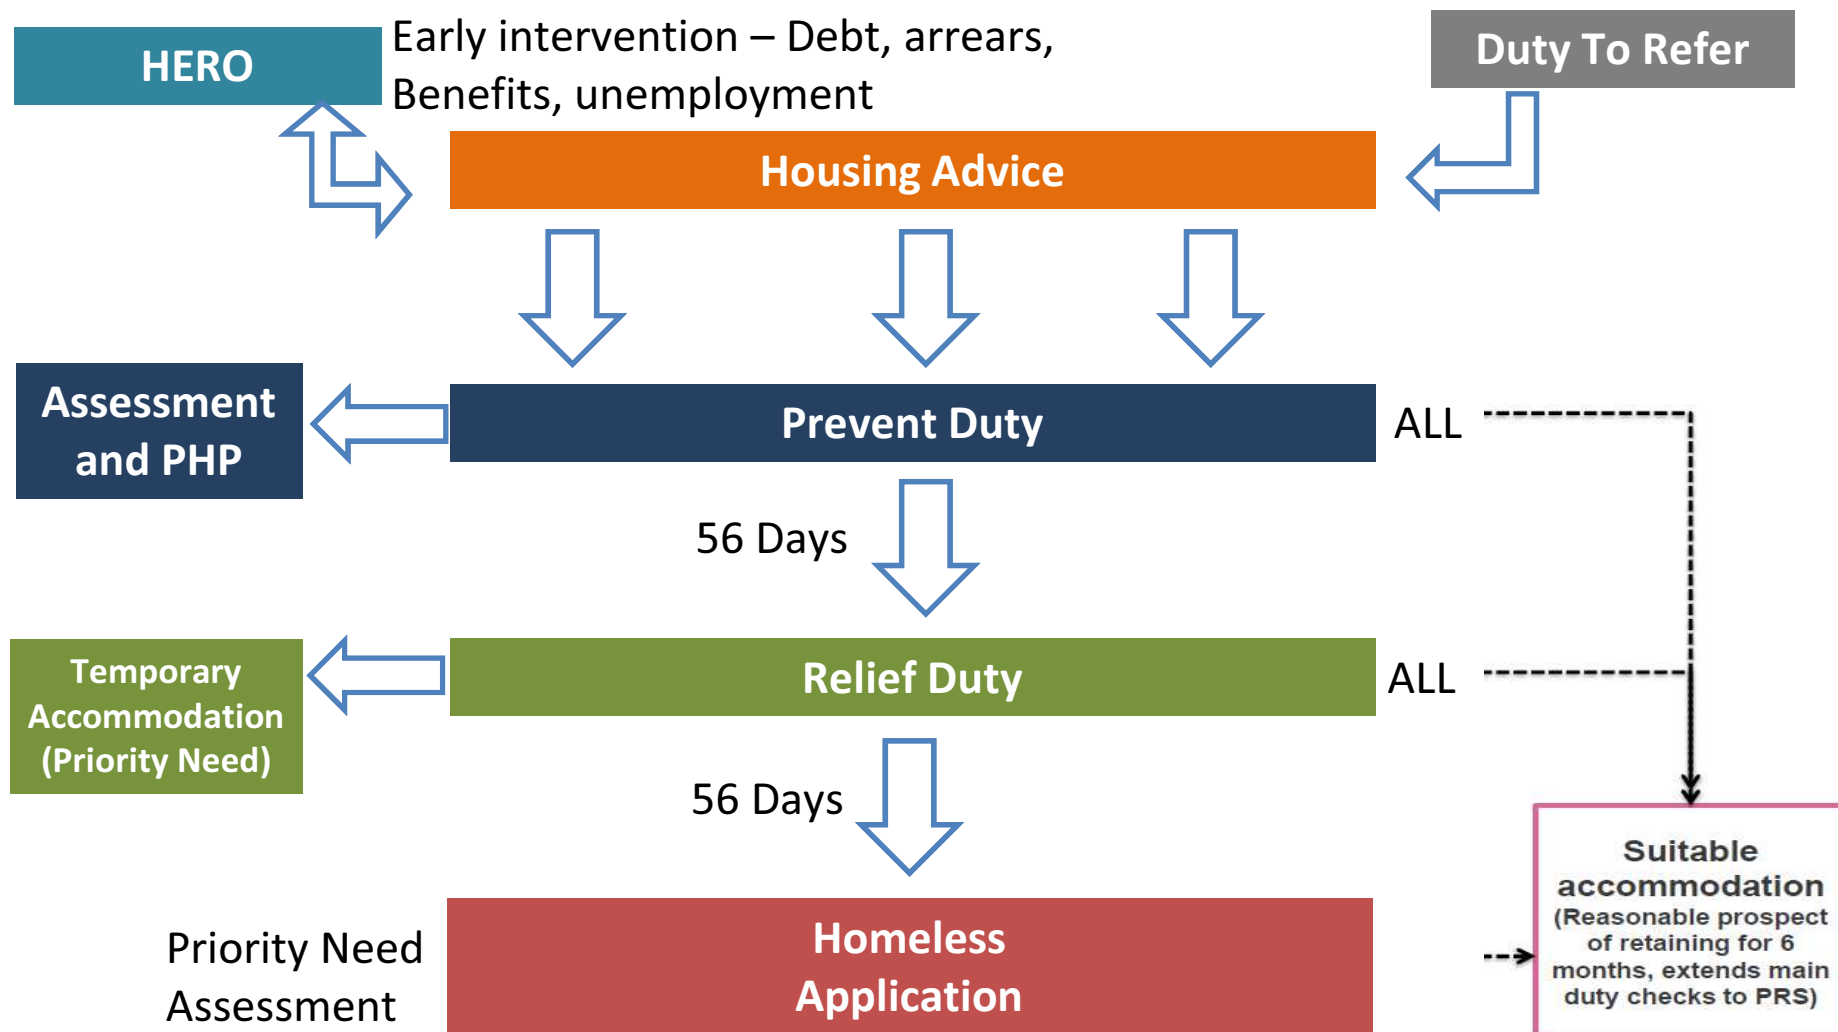 HERO
Early intervention – Debt, arrears,
Benefits, unemployment
Duty To Refer
Housing Advice
Assessment
and PHP
Prevent Duty
ALL
56 Days
Temporary
Accommodation
(Priority Need)
Relief Duty
ALL
56 Days
Priority Need
Assessment
Homeless
Application
Suitable
accommodation
(Reasonable prospect
of retaining for 6
months, extends main
duty checks to PRS)